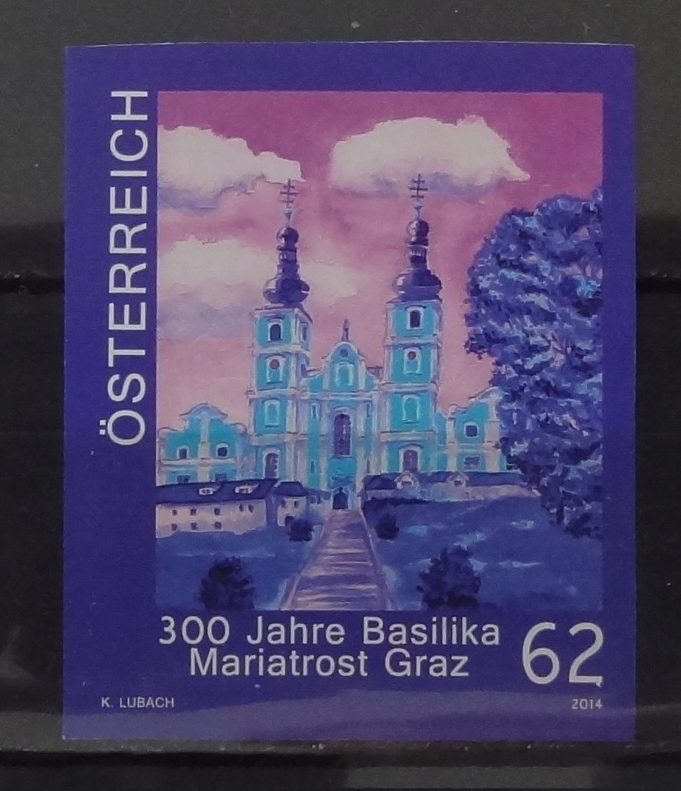 ÖSTERREICH
300 Jahre Basilika
Mariatrost Graz
62
K. LUBACH
2014